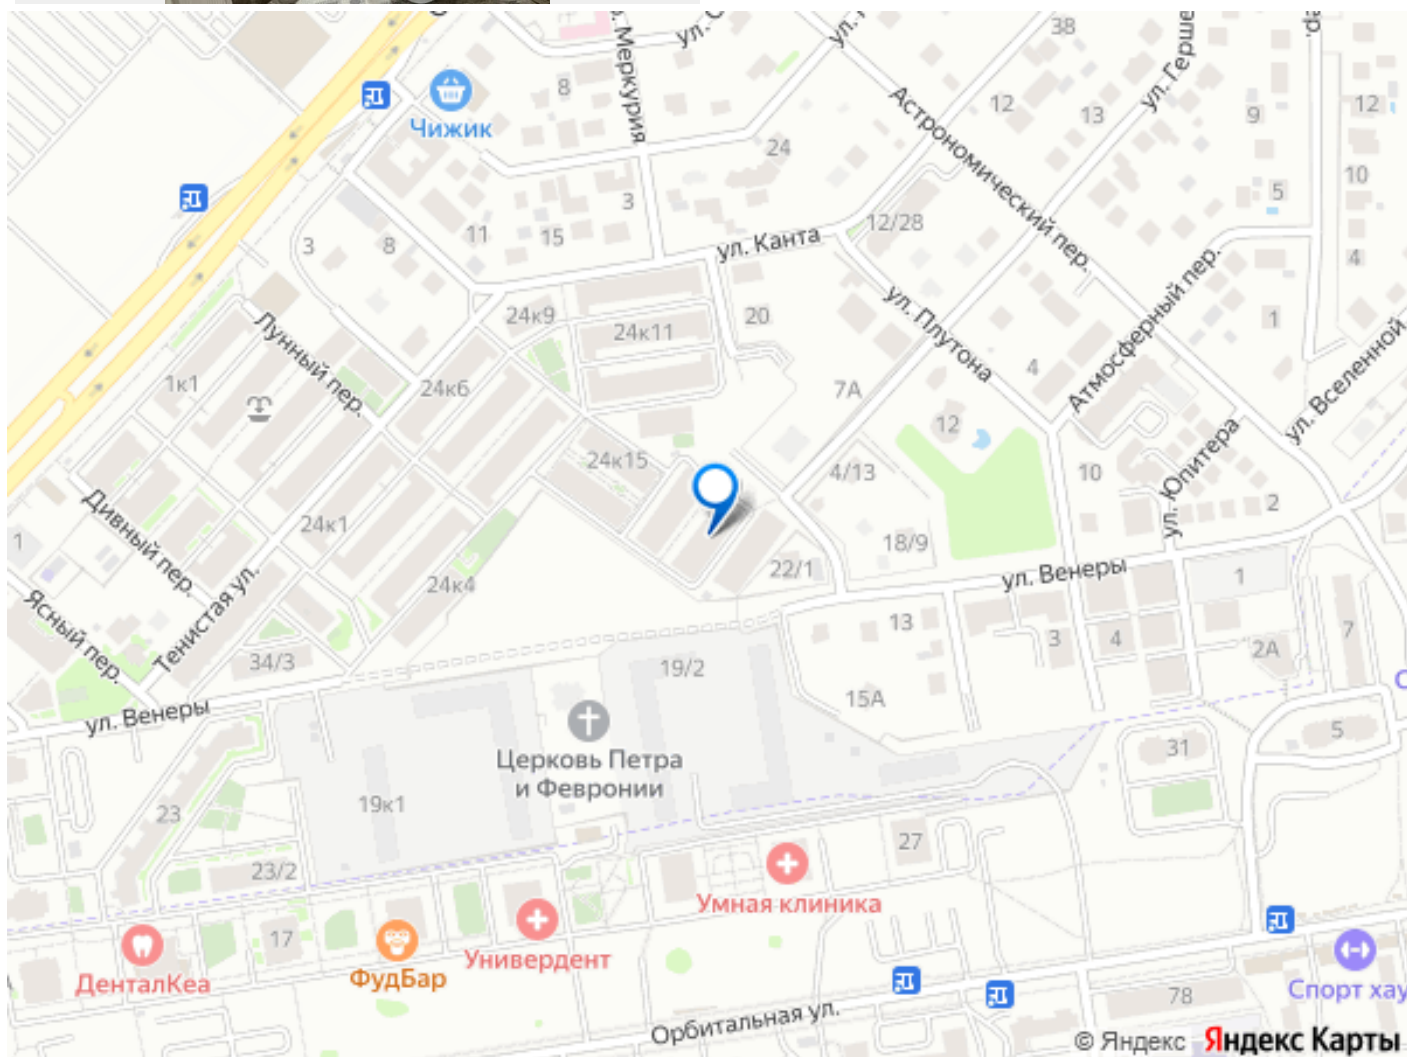 38
ул. Герше
8
Меркурия
Чижик
12
13
9
12
Астрономический пер.
24
3
5
10
3
8
11
15
ул. Канта
12/28
4
24к9
24к11
20
ул. Плутона
Атмосферный пер.
1
Лунный пер.
1к1
24к6
7А
4
ул. Вселенной
12
24к15
4/13
10
ул. Юпитера
2
Дивный пер.
24к1
1
18/9
22/1
ул. Венеры
1
24к4
Ясный пер.
Тенистая ул.
13
3
4
7
34/3
19/2
2А
15А
ул. Венеры
Церковь Петра
и Февронии
31
5
23
19к1
27
23/2
Умная клиника
17
Универдент
ДенталКеа
ФудБар
Спорт хау
78
Орбитальная ул.
© Яндекс Яндекс Карты